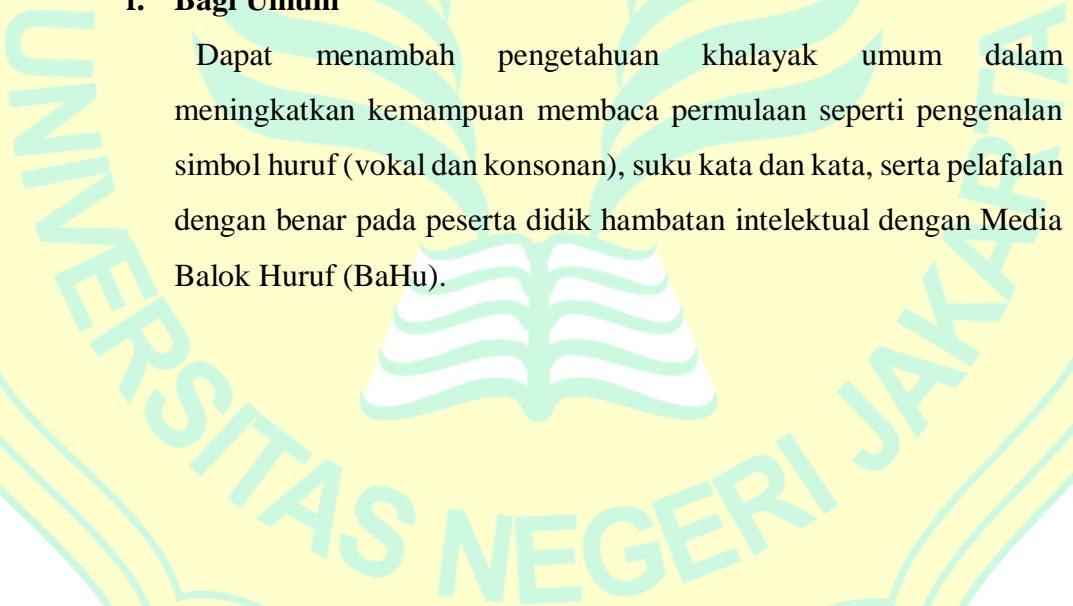 f. Bagi Umum
Dapat menambah pengetahuan khalayak umum dalam
meningkatkan kemampuan membaca permulaan seperti pengenalan
simbol huruf (vokal dan konsonan), suku kata dan kata, serta pelafalan
dengan benar pada peserta didik hambatan intelektual dengan Media
Balok Huruf (BaHu).
UNIVERSITAS NEGERI JAKARTA